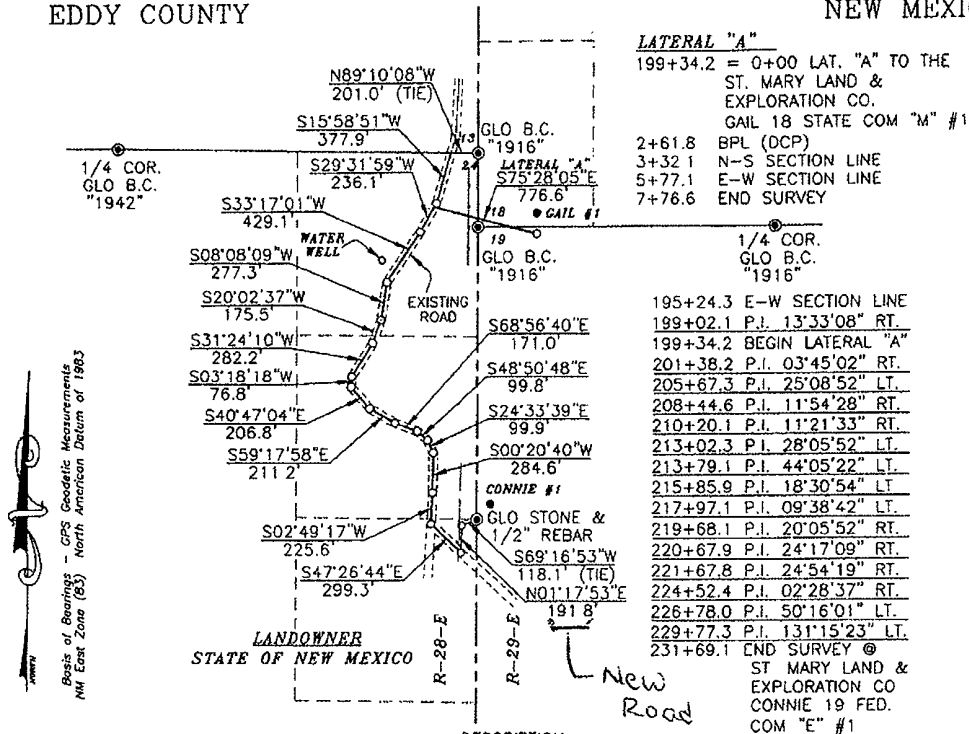 EDDY COUNTY
NEW MEXI
LATERAL "A"
199+34.2 = 0+00 LAT. "A" TO THE
ST. MARY LAND &
EXPLORATION CO.
GAIL 18 STATE COM "M" #1
2+61.8 BPL (DCP)
3+32.1 N-S SECTION LINE
5+77.1 E-W SECTION LINE
7+76.6 END SURVEY
N89°10'08"W
201.0' (TIE)
S15°58'51"W
377.9'
13
GLO B.C.
"1916"
1/4 COR.
GLO B.C.
"1942"
S29°31'59"W
236.1'
LATERAL "A"
S75°28'05"E
776.6'
S33°17'01"W
429.1'
18
GAIL #1
WATER
WELL
19
GLO B.C.
"1916"
1/4 COR.
GLO B.C.
"1916"
S08°08'09"W
277.3'
EXISTING
ROAD
S20°02'37"W
175.5'
S68°56'40"E
171.0'
S31°24'10"W
282.2'
S48°50'48"E
99.8'
S03°18'18"W
76.8'
S24°33'39"E
99.9'
S40°47'04"E
206.8'
S00°20'40"W
284.6'
S59°17'58"E
211.2'
CONNIE #1
GLO STONE &
1/2" REBAR
S02°49'17"W
225.6'
S69°16'53"W
118.1' (TIE)
S47°26'44"E
299.3'
N01°17'53"E
191.8'
LANDOWNER
STATE OF NEW MEXICO
R-28-E
R-29-E
New
Road
195+24.3 E-W SECTION LINE
199+02.1 P.I. 13°33'08" RT.
199+34.2 BEGIN LATERAL "A"
201+38.2 P.I. 03°45'02" RT.
205+67.3 P.I. 25°08'52" LT.
208+44.6 P.I. 11°54'28" RT.
210+20.1 P.I. 11°21'33" RT.
213+02.3 P.I. 28°05'52" LT.
213+79.1 P.I. 44°05'22" LT.
215+85.9 P.I. 18°30'54" LT
217+97.1 P.I. 09°38'42" LT.
219+68.1 P.I. 20°05'52" RT.
220+67.9 P.I. 24°17'09" RT.
221+67.8 P.I. 24°54'19" RT.
224+52.4 P.I. 02°28'37" RT.
226+78.0 P.I. 50°16'01" LT.
229+77.3 P.I. 131°15'23" LT.
231+69.1 END SURVEY @
ST MARY LAND &
EXPLORATION CO
CONNIE 19 FED.
COM "E" #1
Basis of Bearings - GPS Geodetic Measurements
NM East Zone (83) North American Datum of 1983
NORTH